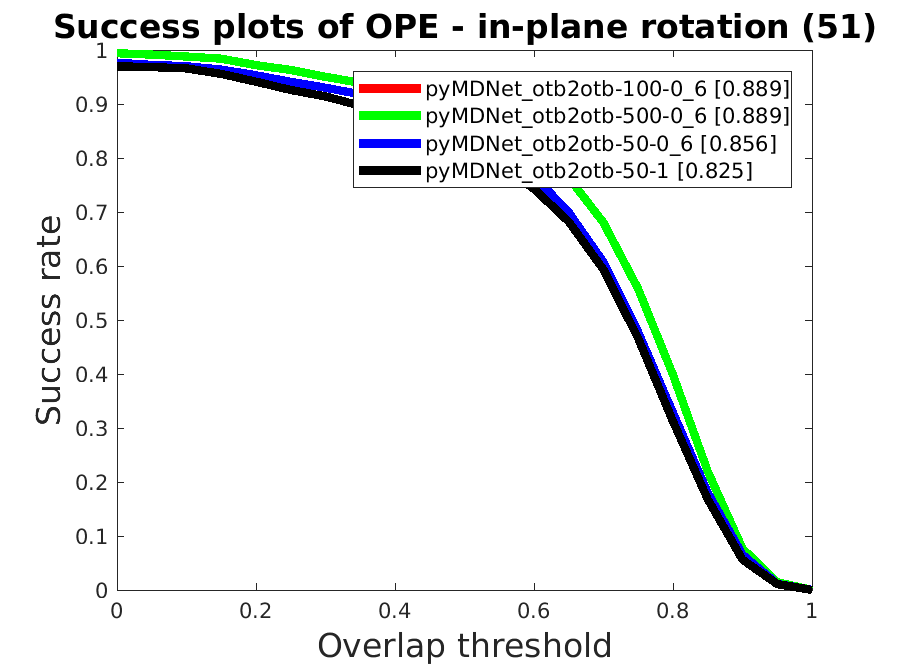 Success plots of OPE - in-plane rotation (51)
1
0.9
0.8
0.7
0.6
0.5
0.4
0.3
0.2
0.1
0
Success rate
pyMDNet_otb2otb-100-0_6 [0.889]
pyMDNet_otb2otb-500-0_6 [0.889]
pyMDNet_otb2otb-50-0_6 [0.856]
pyMDNet_otb2otb-50-1 [0.825]
0 0.2 0.4 0.6 0.8 1
Overlap threshold